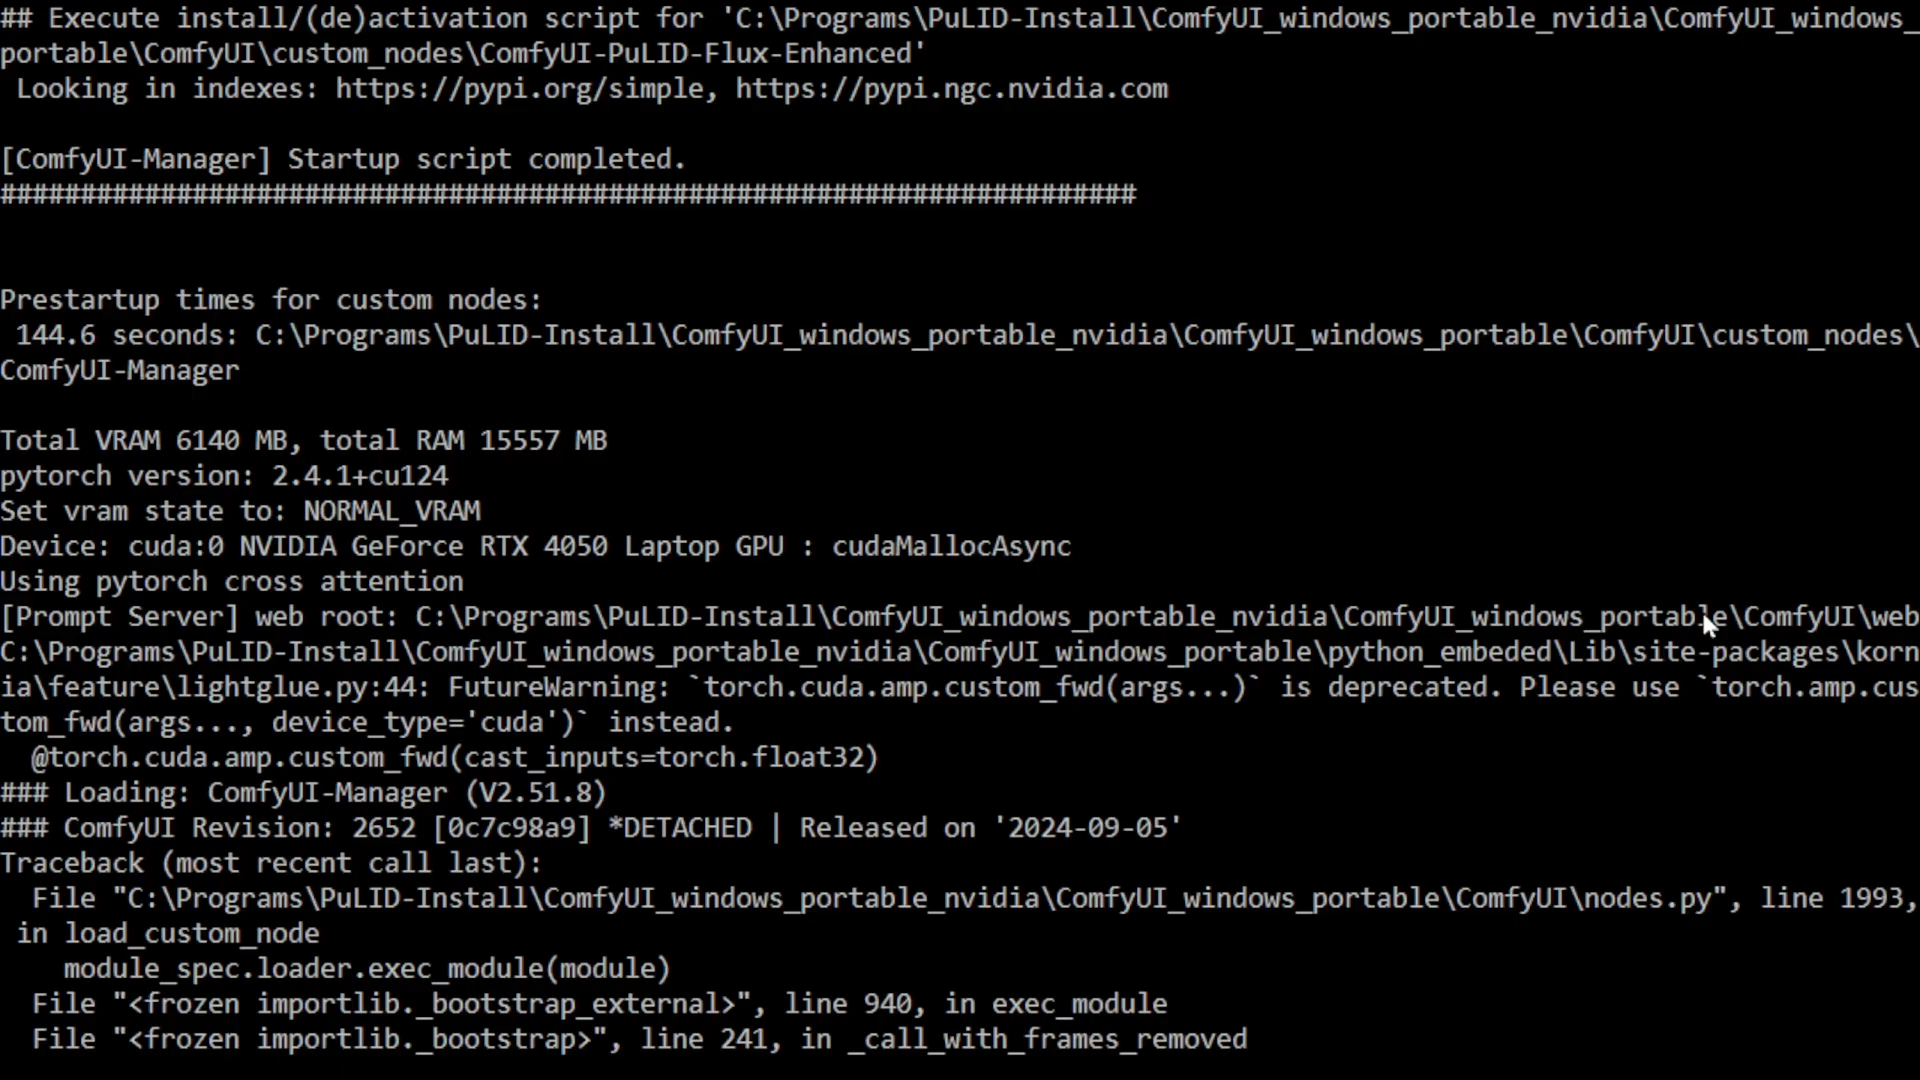 ## Execute install/(de)activation script for 'C:\Programs\PuLID-Install\ComfyUI_windows_portable_nvidia\ComfyUI_windows_
portable\ComfyUI\custom_nodes\ComfyUI-PuLID-Flux-Enhanced'
 Looking in indexes: https://pypi.org/simple, https://pypi.ngc.nvidia.com
[ComfyUI-Manager] Startup script completed.
#######################################################################
Prestartup times for custom nodes:
 144.6 seconds: C:\Programs\PuLID-Install\ComfyUI_windows_portable_nvidia\ComfyUI_windows_portable\ComfyUI\custom_nodes\
ComfyUI-Manager
Total VRAM 6140 MB, total RAM 15557 MB
pytorch version: 2.4.1+cu124
Set vram state to: NORMAL_VRAM
Device: cuda:0 NVIDIA GeForce RTX 4050 Laptop GPU : cudaMallocAsync
Using pytorch cross attention
[Prompt Server] web root: C:\Programs\PuLID-Install\ComfyUI_windows_portable_nvidia\ComfyUI_windows_portable\ComfyUI\web
C:\Programs\PuLID-Install\ComfyUI_windows_portable_nvidia\ComfyUI_windows_portable\python_embeded\Lib\site-packages\korn
ia\feature\lightglue.py:44: FutureWarning: `torch.cuda.amp.custom_fwd(args...)` is deprecated. Please use `torch.amp.cus
tom_fwd(args..., device_type='cuda')` instead.
  @torch.cuda.amp.custom_fwd(cast_inputs=torch.float32)
### Loading: ComfyUI-Manager (V2.51.8)
### ComfyUI Revision: 2652 [0c7c98a9] *DETACHED | Released on '2024-09-05'
Traceback (most recent call last):
  File "C:\Programs\PuLID-Install\ComfyUI_windows_portable_nvidia\ComfyUI_windows_portable\ComfyUI\nodes.py", line 1993,
 in load_custom_node
    module_spec.loader.exec_module(module)
  File "<frozen importlib._bootstrap_external>", line 940, in exec_module
  File "<frozen importlib._bootstrap>", line 241, in _call_with_frames_removed